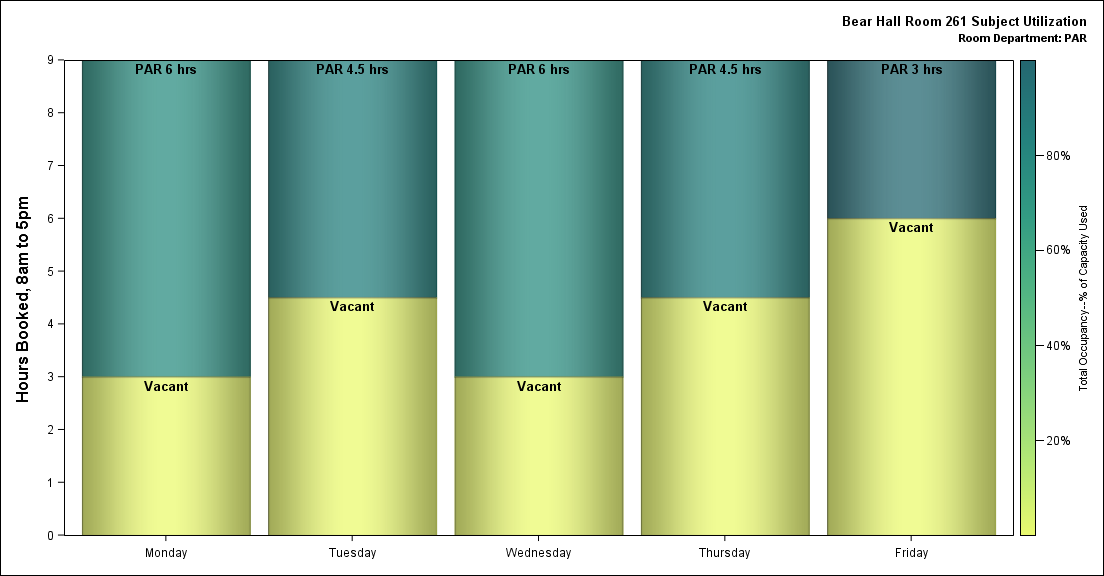 Bear Hall Room 261 Subject Utilization
Room Department: PAR
Hours Booked, 8am to 5pm
9
8
7
6
5
4
3
2
1
0
PAR 6 hrs
Vacant
PAR 4.5 hrs
Vacant
PAR 6 hrs
Vacant
PAR 4.5 hrs
Vacant
PAR 3 hrs
Vacant
Monday
Tuesday
Wednesday
Thursday
Friday
80%
60%
40%
20%
Total Occupancy--% of Capacity Used